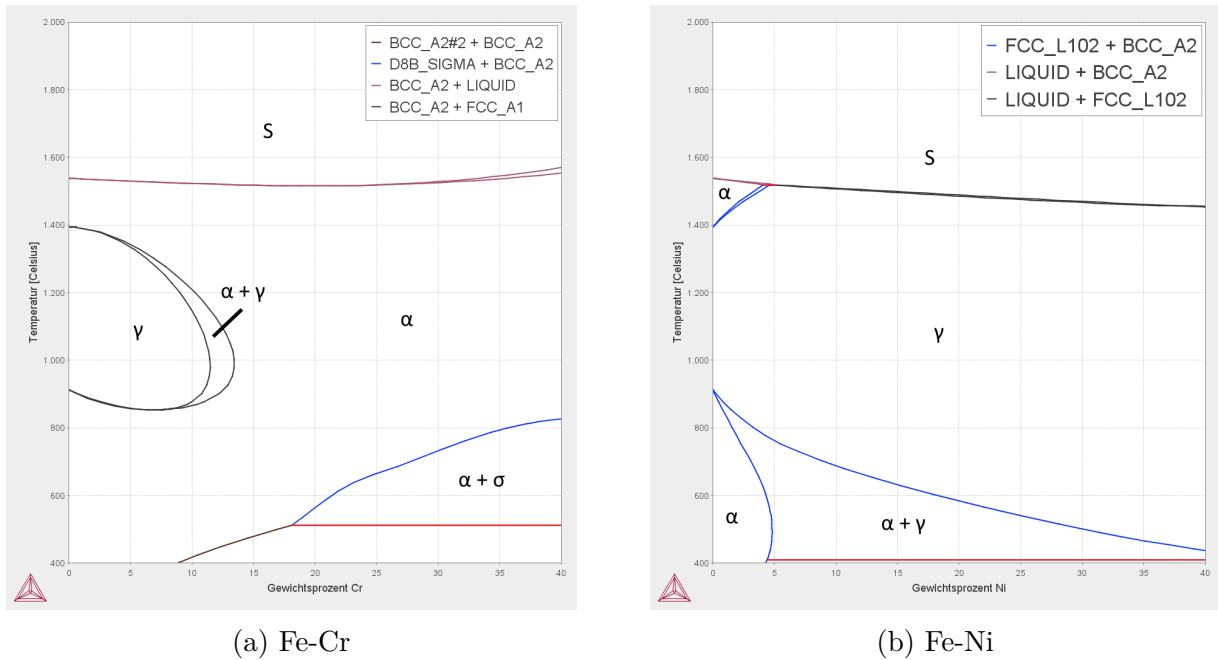 2.000
1.800
1.600
1.400
1.200
1.000
800
600
400
Temperatur [Celsius]
BCC_A2#2 + BCC_A2
D8B_SIGMA + BCC_A2
BCC_A2 + LIQUID
BCC_A2 + FCC_A1
S
α + γ
γ
α
α + σ
0 5 10 15 20 25 30 35 40
Gewichtsprozent Cr
(a) Fe-Cr
2.000
1.800
1.600
1.400
1.200
1.000
800
600
400
Temperatur [Celsius]
FCC_L102 + BCC_A2
LIQUID + BCC_A2
LIQUID + FCC_L102
S
α
γ
α
α + γ
0 5 10 15 20 25 30 35 40
Gewichtsprozent Ni
(b) Fe-Ni